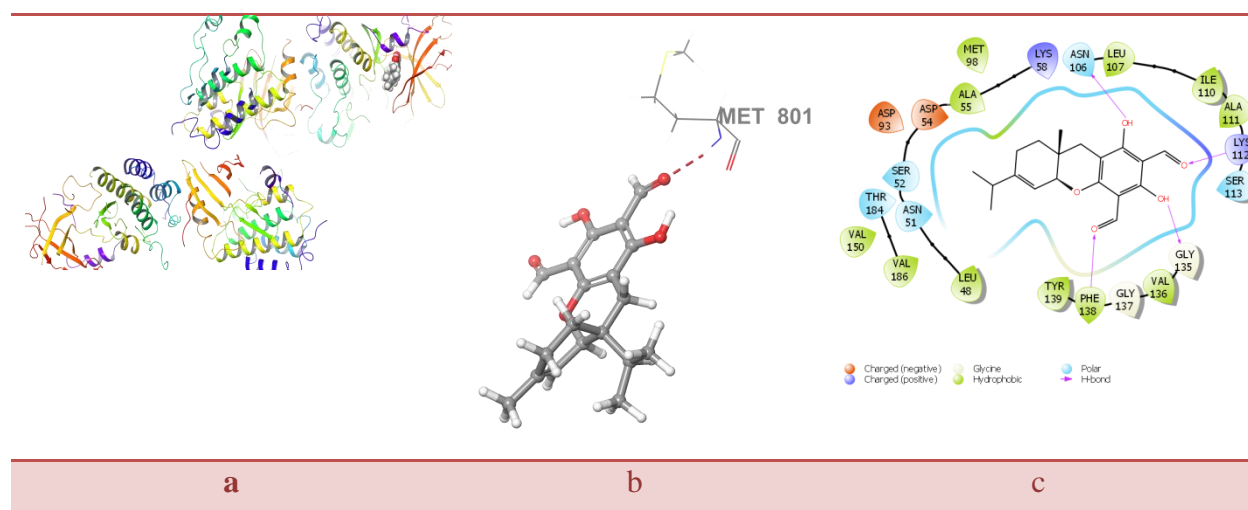 MET 801
MET
98
LYS
58
ASN
106
LEU
107
ILE
110
ALA
111
LYS
112
SER
113
ASP
93
ASP
54
ALA
55
SER
52
THR
184
ASN
51
VAL
150
VAL
186
LEU
48
OH
O
O
OH
O
GLY
135
VAL
136
GLY
137
PHE
138
TYR
139
Charged (negative)
Charged (positive)
Glycine
Hydrophobic
Polar
H-bond
a
b
c